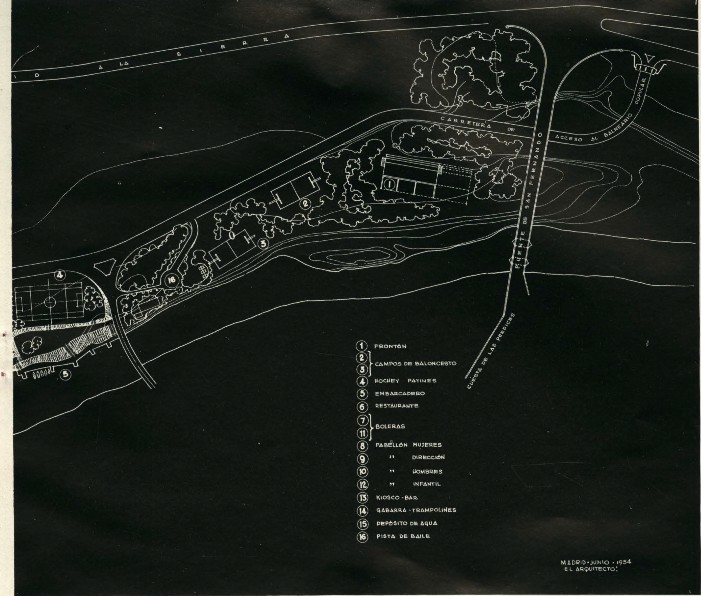 IO A LA SIERRA
CARRETERA DE
ACCESO AL BALNEARIO
PUENTE DE SAN FERNANDO
CUESTA DE LAS PERDICES
1
2
3
16
4
5
1 FRONTÓN
2
3 CAMPOS DE BALONCESTO
4 HOCKEY PATINES
5 EMBARCADERO
6 RESTAURANTE
7
11 BOLERAS
8 PABELLÓN MUJERES
9 " DIRECCIÓN
10 " HOMBRES
12 " INFANTIL
13 KIOSCO-BAR
14 GABARRA-TRAMPOLINES
15 DEPÓSITO DE AGUA
16 PISTA DE BAILE
MADRID-JUNIO-1934
EL ARQUITECTO: